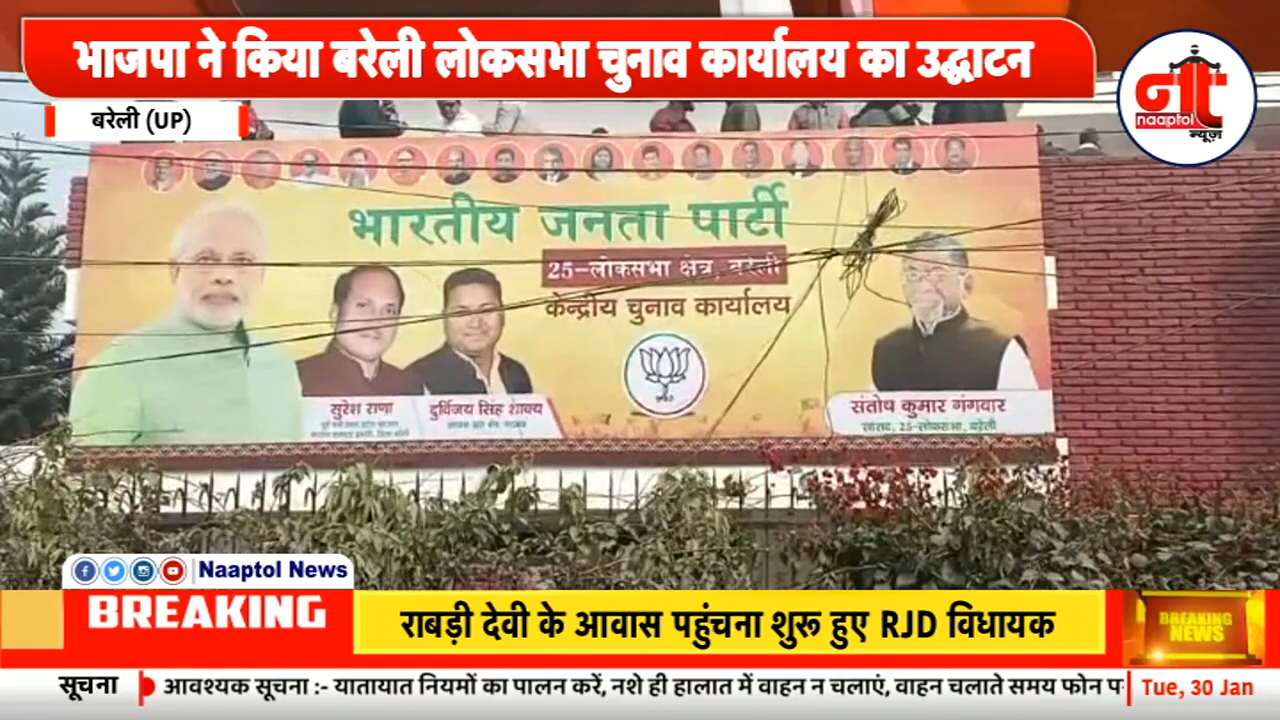 भाजपा ने किया बरेली लोकसभा चुनाव कार्यालय का उद्घाटन
बरेली (UP)
नाप
naaptol
न्यूज़
भारतीय जनता पार्टी
25-लोकसभा क्षेत्र, बरेली
केन्द्रीय चुनाव कार्यालय
सुरेश राणा
दुर्विजय सिंह शाक्य
संतोष कुमार गंगवार
सांसद, 25-लोकसभा, बरेली
Naaptol News
BREAKING
राबड़ी देवी के आवास पहुंचना शुरू हुए RJD विधायक
BREAKING
NEWS
सूचना
आवश्यक सूचना :- यातायात नियमों का पालन करें, नशे ही हालात में वाहन न चलाएं, वाहन चलाते समय फोन
Tue, 30 Jan